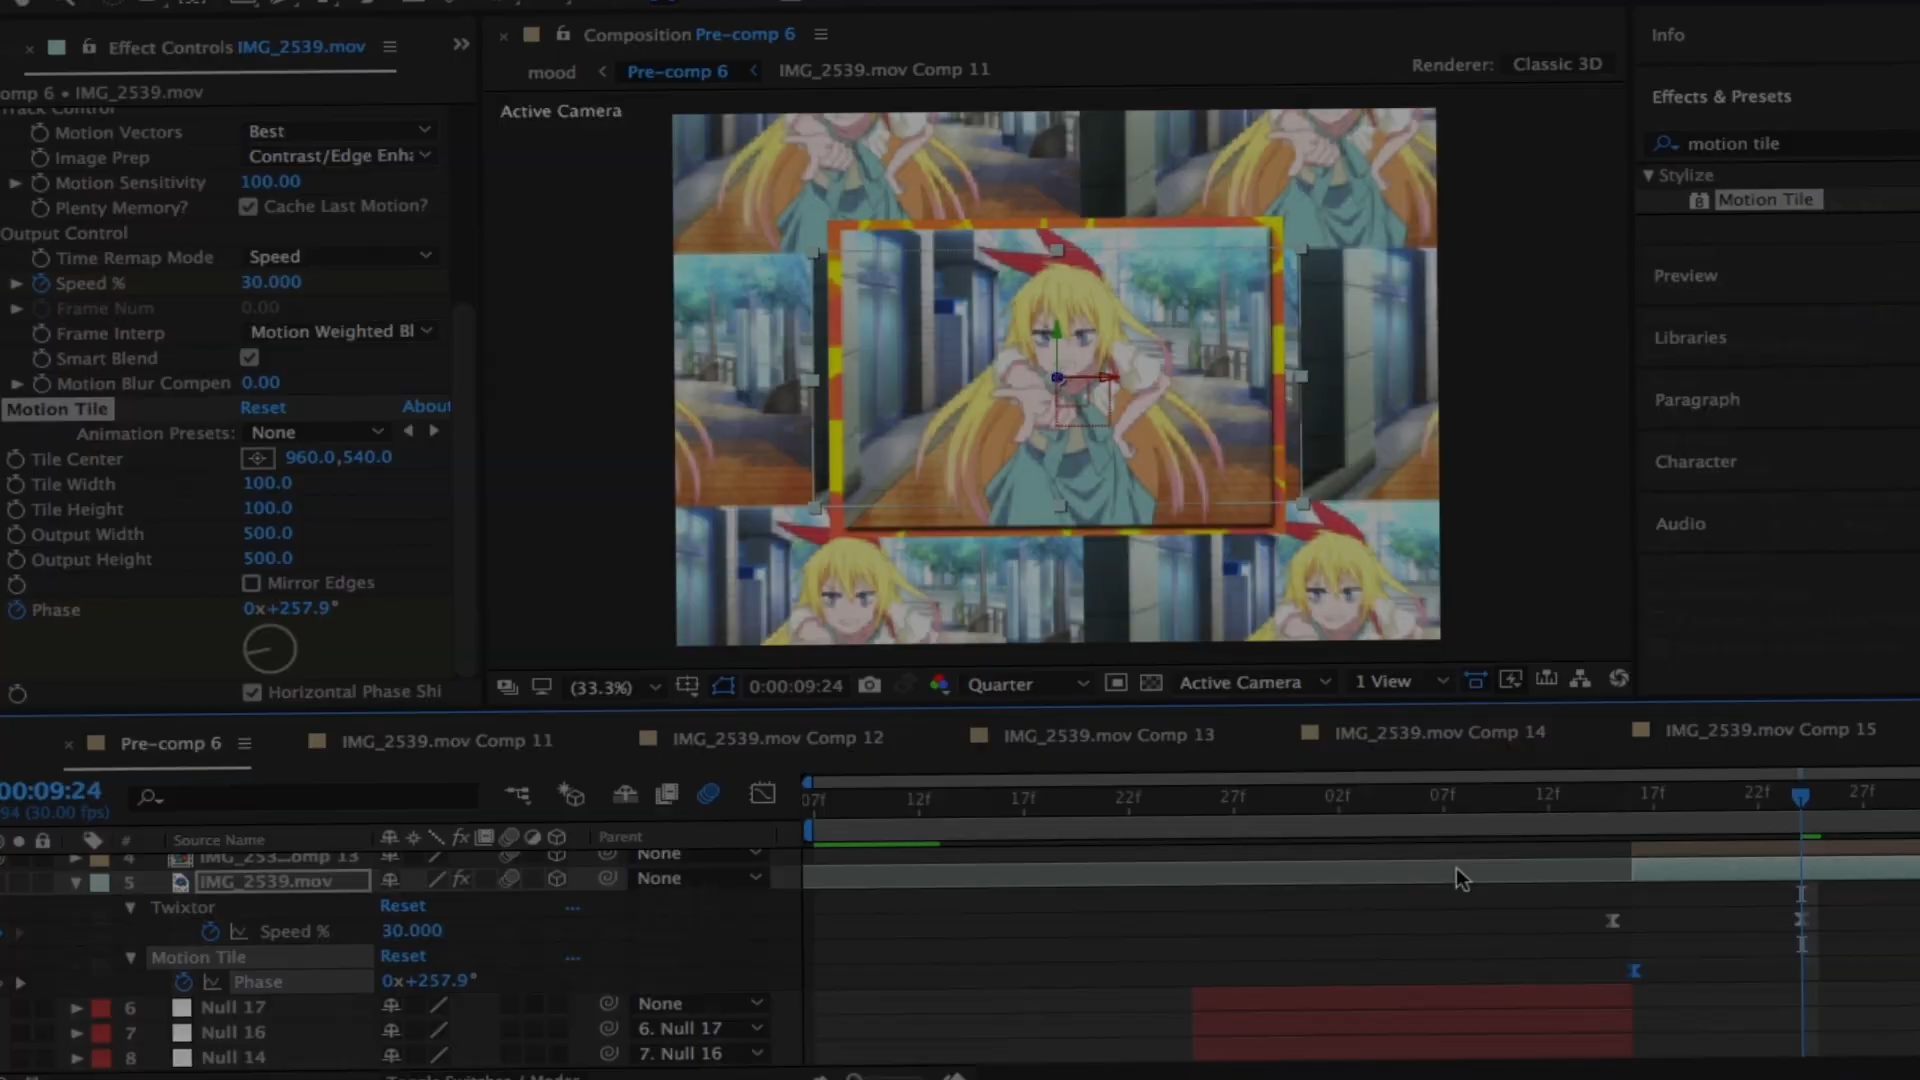 Effect Controls IMG_2539.mov
Composition Pre-comp 6
Info
mood
Pre-comp 6
IMG_2539.mov Comp 11
Renderer: Classic 3D
omp 6 • IMG_2539.mov
Track Control
Active Camera
Effects & Presets
Motion Vectors Best
Image Prep Contrast/Edge Enha
motion tile
Motion Sensitivity 100.00
Stylize
Plenty Memory? Cache Last Motion?
Motion Tile
Output Control
Time Remap Mode Speed
Speed % 30.000
Preview
Frame Num 0.00
Frame Interp Motion Weighted Bl
Libraries
Smart Blend
Motion Blur Compen 0.00
Paragraph
Motion Tile Reset About
Animation Presets: None
Tile Center 960.0,540.0
Character
Tile Width 100.0
Tile Height 100.0
Audio
Output Width 500.0
Output Height 500.0
Mirror Edges
Phase 0x+257.9°
Horizontal Phase Shi
(33.3%) 0:00:09:24 Quarter Active Camera 1 View
Pre-comp 6 IMG_2539.mov Comp 11 IMG_2539.mov Comp 12 IMG_2539.mov Comp 13 IMG_2539.mov Comp 14 IMG_2539.mov Comp 15
00:09:24
94 (30.00 fps)
07f 12f 17f 22f 27f 02f 07f 12f 17f 22f 27f
# Source Name fx Parent
4 IMG_253...omp 13 None
5 IMG_2539.mov fx None
Twixtor Reset ...
Speed % 30.000
Motion Tile Reset ...
Phase 0x+257.9°
6 Null 17 None
7 Null 16 6. Null 17
8 Null 14 7. Null 16
Toggle Switches / Modes